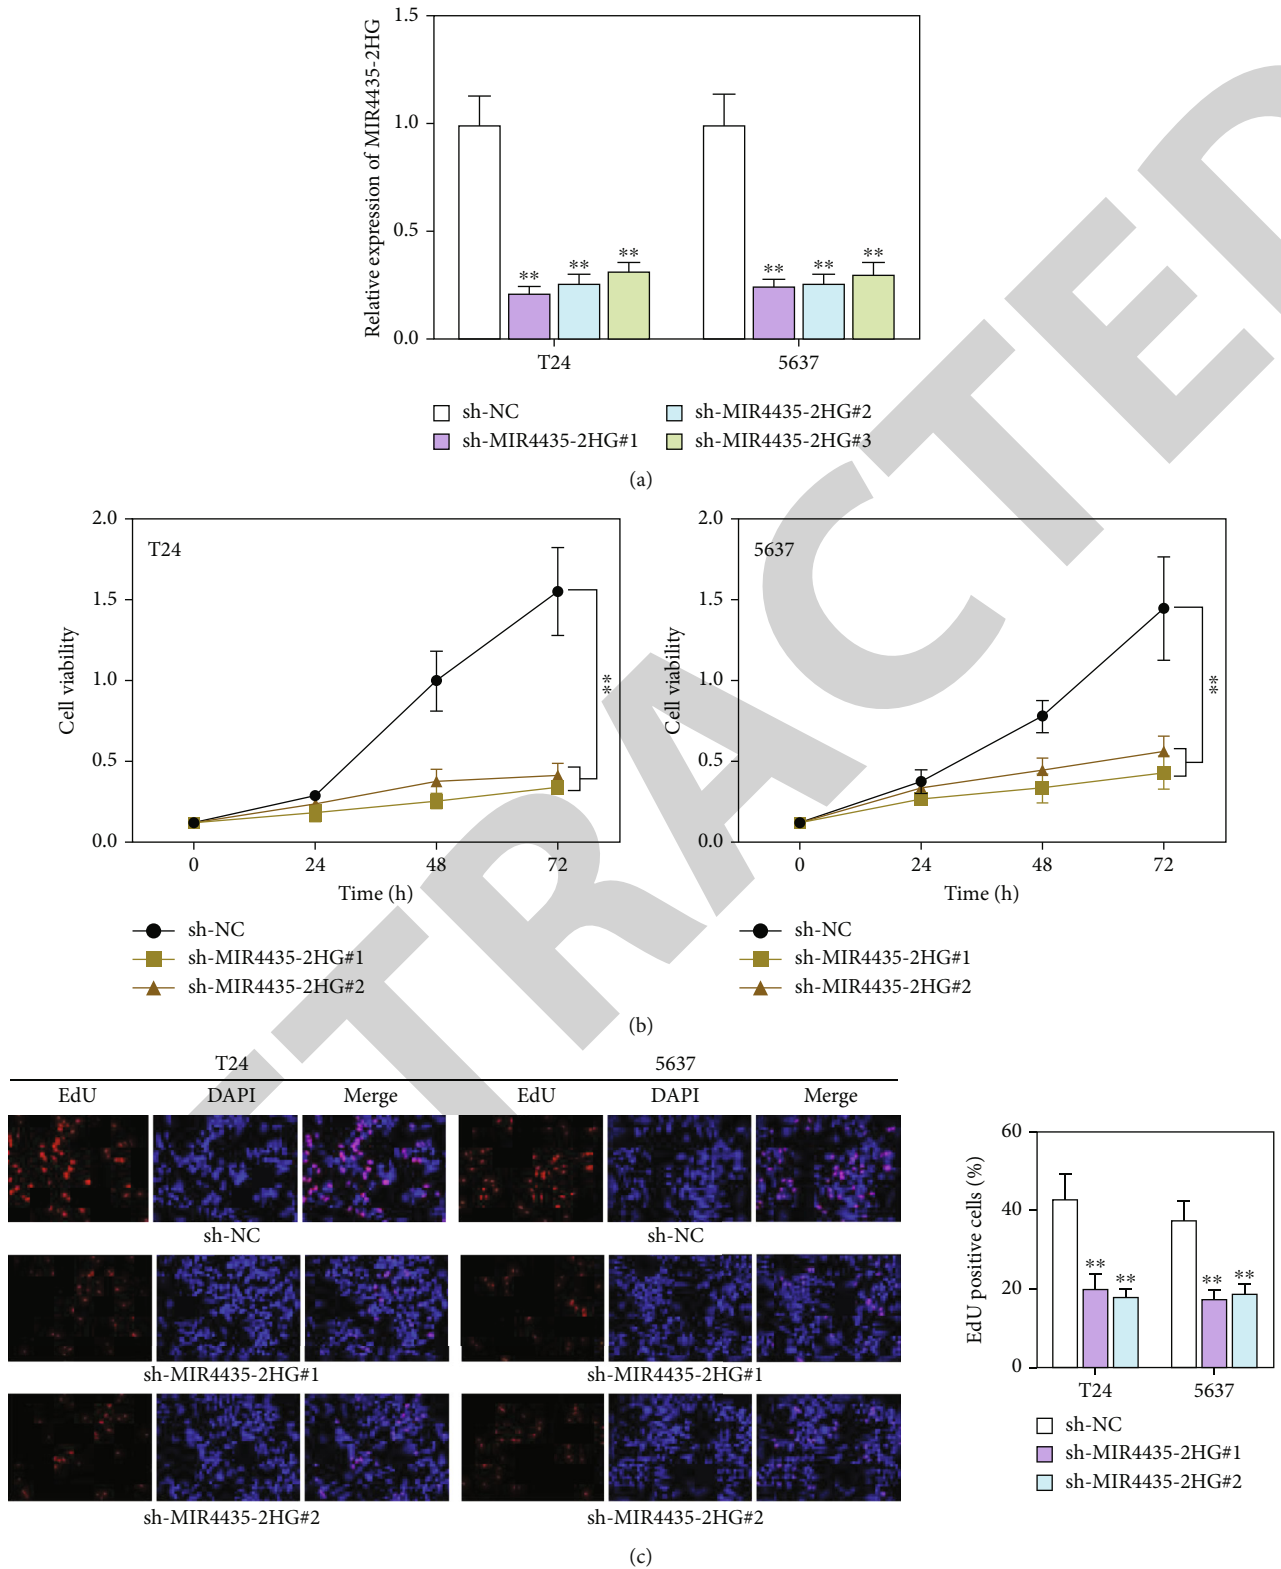 1.5
1.0
0.5
0.0
Relative expression of MIR4435-2HG
** ** ** ** ** **
T24 5637
sh-NC sh-MIR4435-2HG#2
sh-MIR4435-2HG#1 sh-MIR4435-2HG#3
(a)
2.0
1.5
1.0
0.5
0.0
Cell viability
T24
**
0 24 48 72
Time (h)
sh-NC
sh-MIR4435-2HG#1
sh-MIR4435-2HG#2
2.0
1.5
1.0
0.5
0.0
Cell viability
5637
**
0 24 48 72
Time (h)
sh-NC
sh-MIR4435-2HG#1
sh-MIR4435-2HG#2
(b)
T24 5637
EdU DAPI Merge EdU DAPI Merge
sh-NC sh-NC
sh-MIR4435-2HG#1 sh-MIR4435-2HG#1
sh-MIR4435-2HG#2 sh-MIR4435-2HG#2
60
40
20
0
EdU positive cells (%)
** ** ** **
T24 5637
sh-NC
sh-MIR4435-2HG#1
sh-MIR4435-2HG#2
(c)
TRACTED